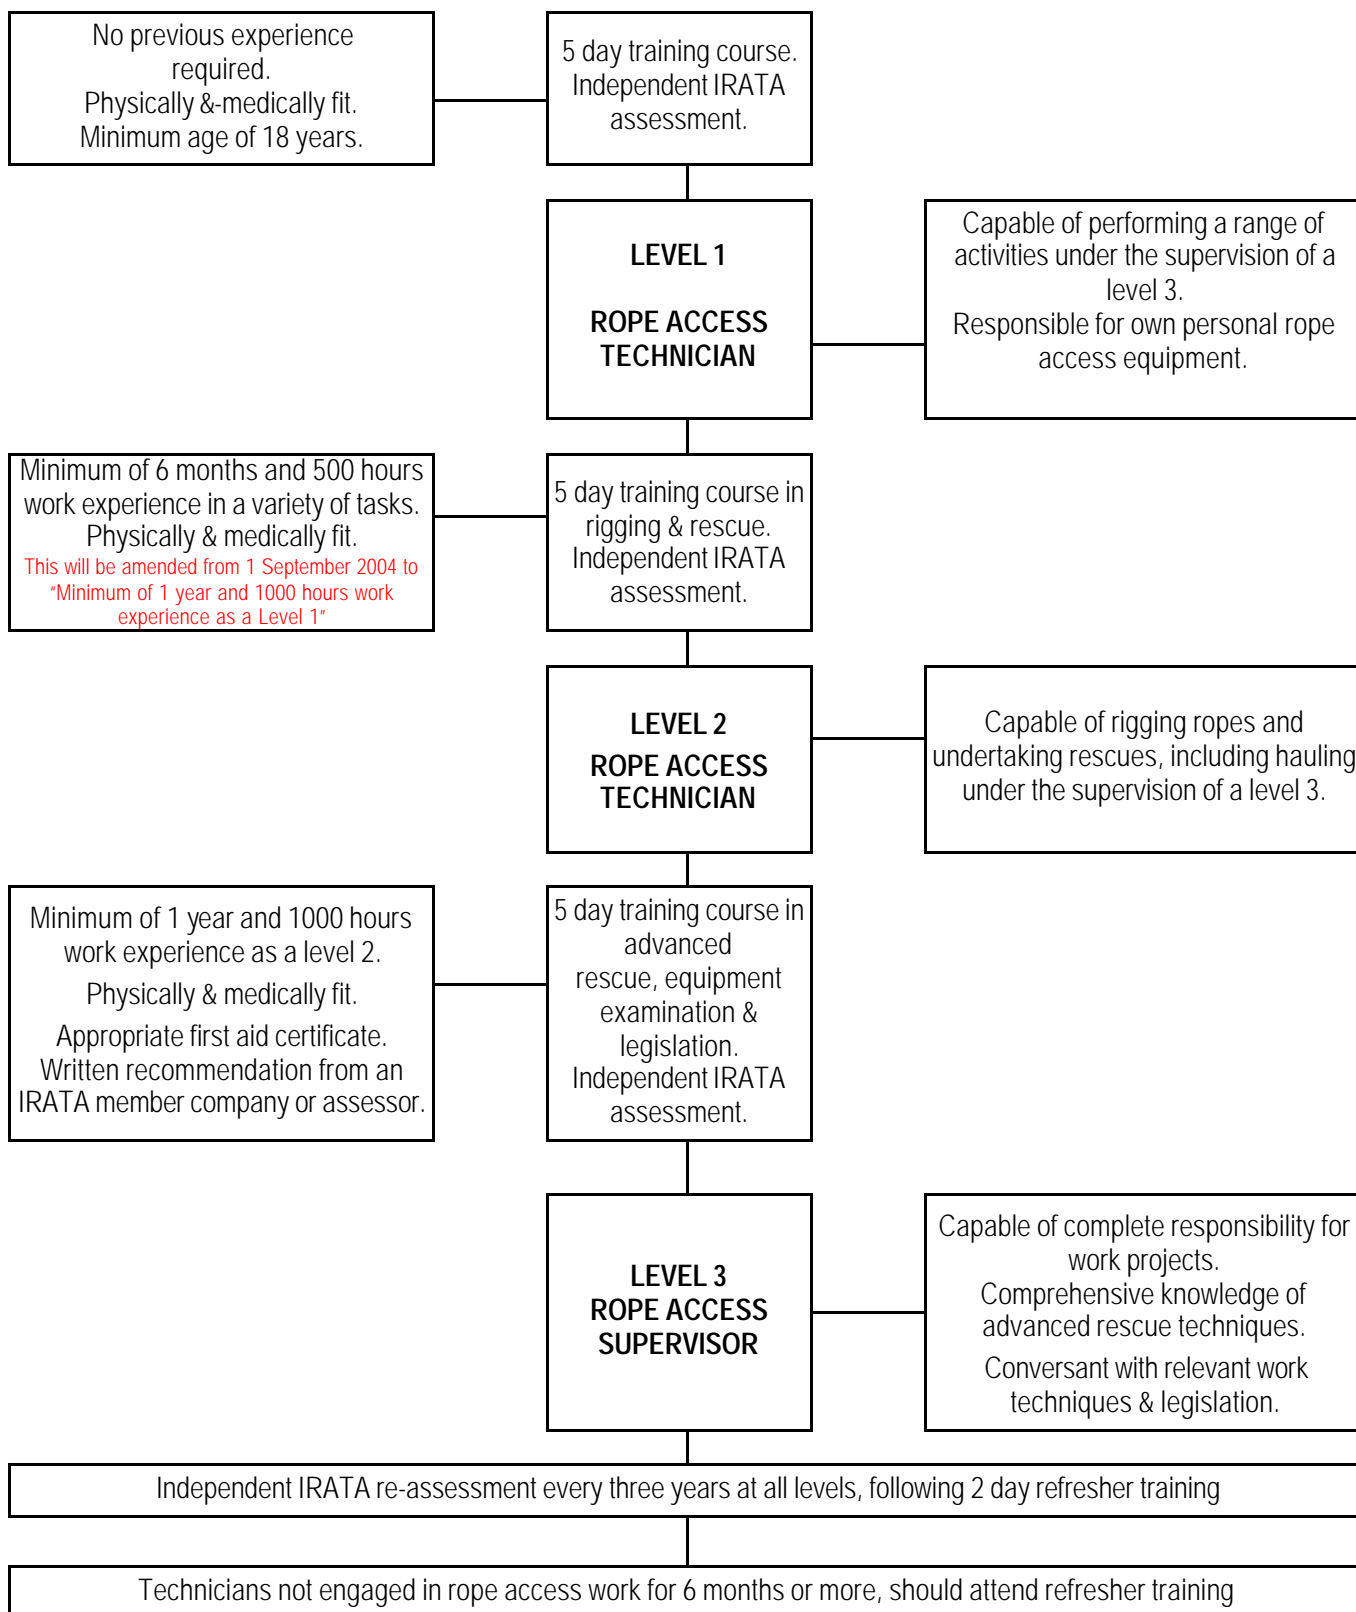 No previous experience
required.
Physically &-medically fit.
Minimum age of 18 years.
5 day training course.
Independent IRATA
assessment.
LEVEL 1
ROPE ACCESS
TECHNICIAN
Capable of performing a range of
activities under the supervision of a
level 3.
Responsible for own personal rope
access equipment.
Minimum of 6 months and 500 hours
work experience in a variety of tasks.
Physically & medically fit.
This will be amended from 1 September 2004 to
"Minimum of 1 year and 1000 hours work
experience as a Level 1"
5 day training course in
rigging & rescue.
Independent IRATA
assessment.
LEVEL 2
ROPE ACCESS
TECHNICIAN
Capable of rigging ropes and
undertaking rescues, including hauling
under the supervision of a level 3.
Minimum of 1 year and 1000 hours
work experience as a level 2.
Physically & medically fit.
Appropriate first aid certificate.
Written recommendation from an
IRATA member company or assessor.
5 day training course in
advanced
rescue, equipment
examination &
legislation.
Independent IRATA
assessment.
LEVEL 3
ROPE ACCESS
SUPERVISOR
Capable of complete responsibility for
work projects.
Comprehensive knowledge of
advanced rescue techniques.
Conversant with relevant work
techniques & legislation.
Independent IRATA re-assessment every three years at all levels, following 2 day refresher training
Technicians not engaged in rope access work for 6 months or more, should attend refresher training